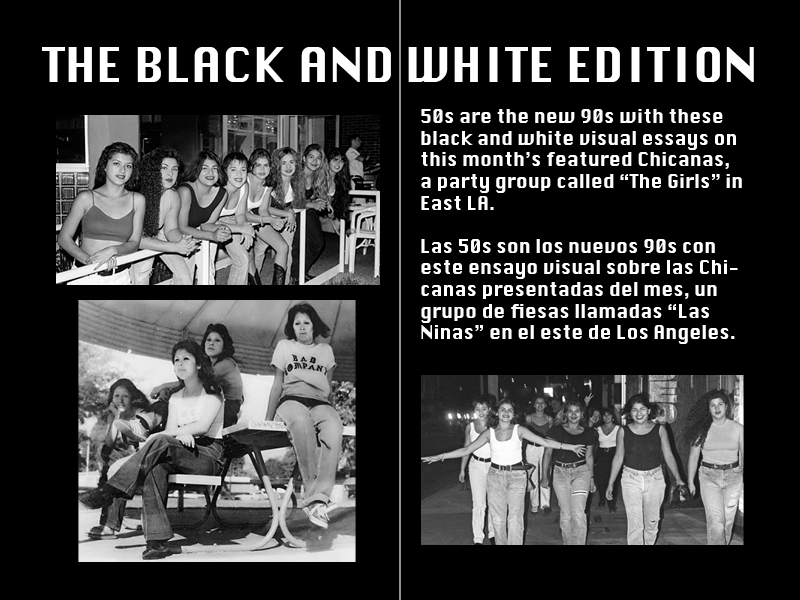 THE BLACK AND WHITE EDITION
50s are the new 90s with these
black and white visual essays on
this month's featured Chicanas,
a party group called “The Girls” in
East LA.
Las 50s son los nuevos 90s con
este ensayo visual sobre las Chi-
canas presentadas del mes, un
grupo de fiesas llamadas “Las
Ninas” en el este de Los Angeles.
BAD
COMPANY